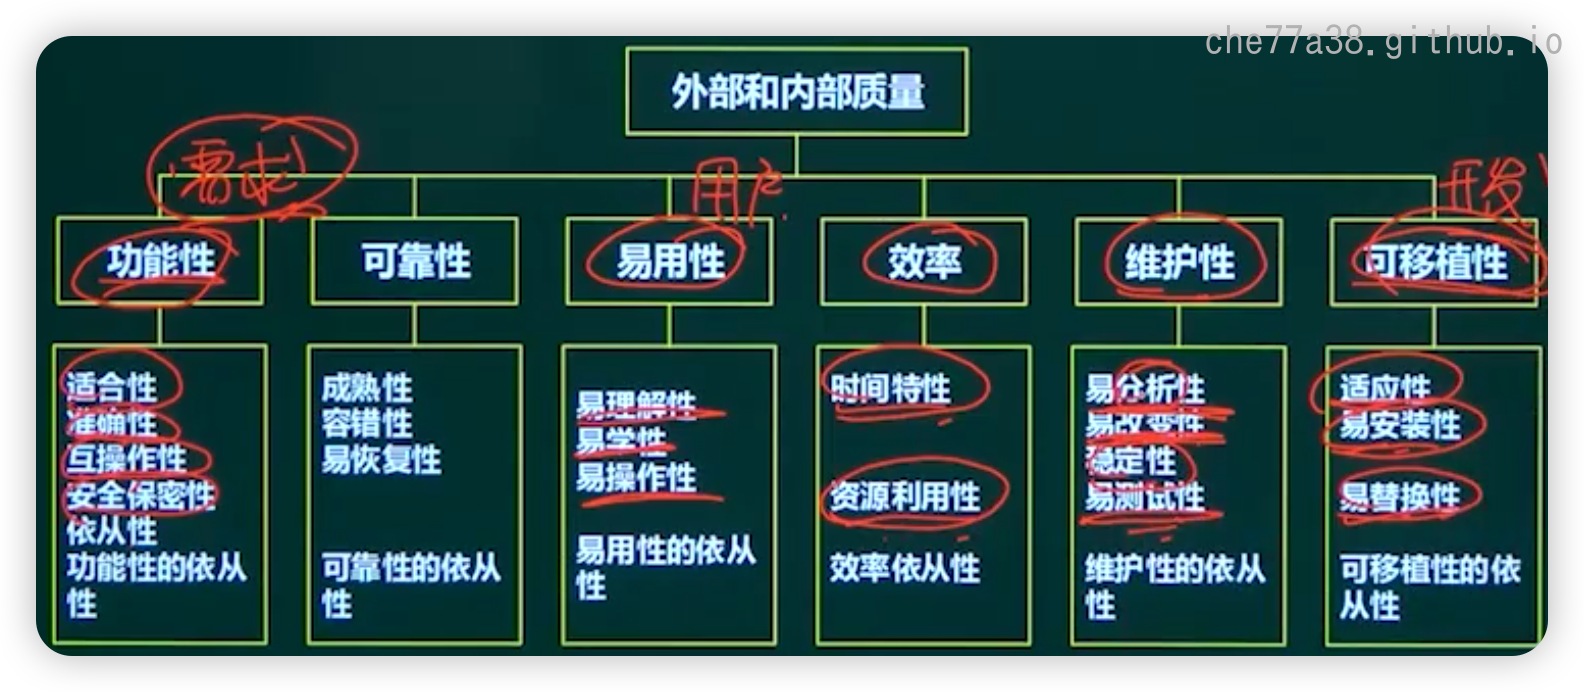 che77a38.github.io
外部和内部质量
需求
用户
开发
功能性
可靠性
易用性
效率
维护性
可移植性
适合性
准确性
互操作性
安全保密性
依从性
功能性的依从
性
成熟性
容错性
易恢复性
可靠性的依从
性
易理解性
易学性
易操作性
易用性的依从
性
时间特性
资源利用性
效率依从性
易分析性
易改变性
稳定性
易测试性
维护性的依从
性
适应性
易安装性
易替换性
可移植性的依
从性